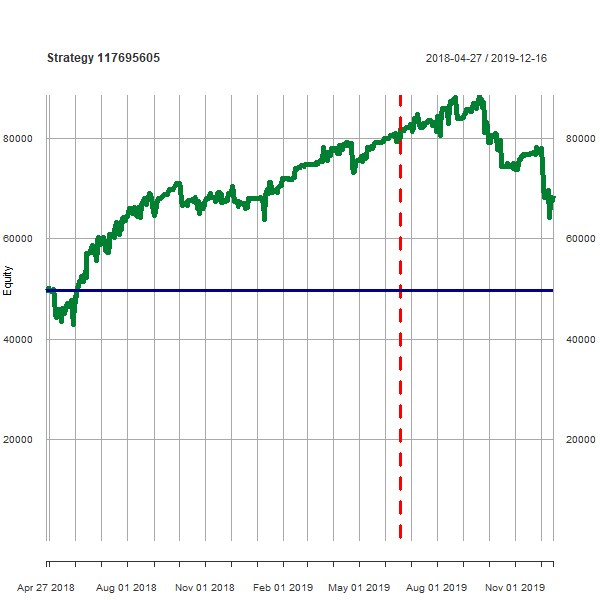 Strategy 117695605
2018-04-27 / 2019-12-16
80000
80000
60000
60000
Equity
40000
40000
20000
20000
Apr 27 2018
Aug 01 2018
Nov 01 2018
Feb 01 2019
May 01 2019
Aug 01 2019
Nov 01 2019